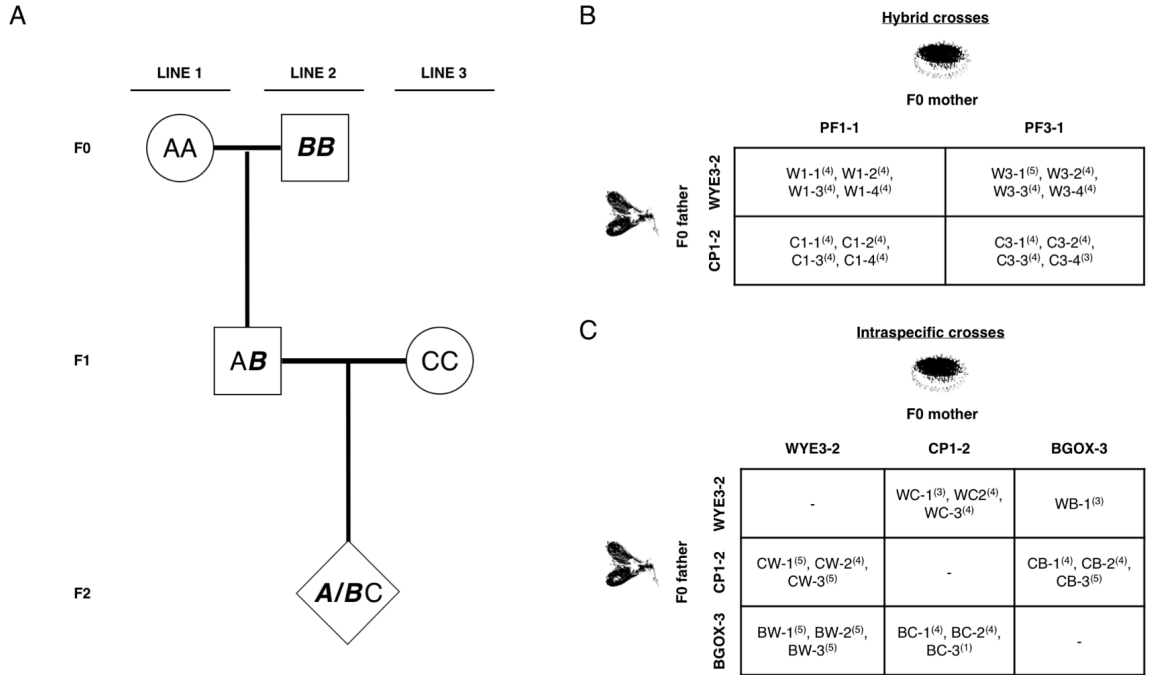 A
LINE 1 LINE 2 LINE 3
F0
AA
BB
F1
AB
CC
F2
A/BC
B
Hybrid crosses
F0 mother
PF1-1 PF3-1
F0 father
WYE3-2
W1-1(4), W1-2(4),
W1-3(4), W1-4(4)
W3-1(5), W3-2(4),
W3-3(4), W3-4(4)
CP1-2
C1-1(4), C1-2(4),
C1-3(4), C1-4(4)
C3-1(4), C3-2(4),
C3-3(4), C3-4(3)
C
Intraspecific crosses
F0 mother
WYE3-2 CP1-2 BGOX-3
F0 father
WYE3-2
-
WC-1(3), WC2(4),
WC-3(4)
WB-1(3)
CP1-2
CW-1(5), CW-2(4),
CW-3(5)
-
CB-1(4), CB-2(4),
CB-3(5)
BGOX-3
BW-1(5), BW-2(5),
BW-3(5)
BC-1(4), BC-2(4),
BC-3(1)
-